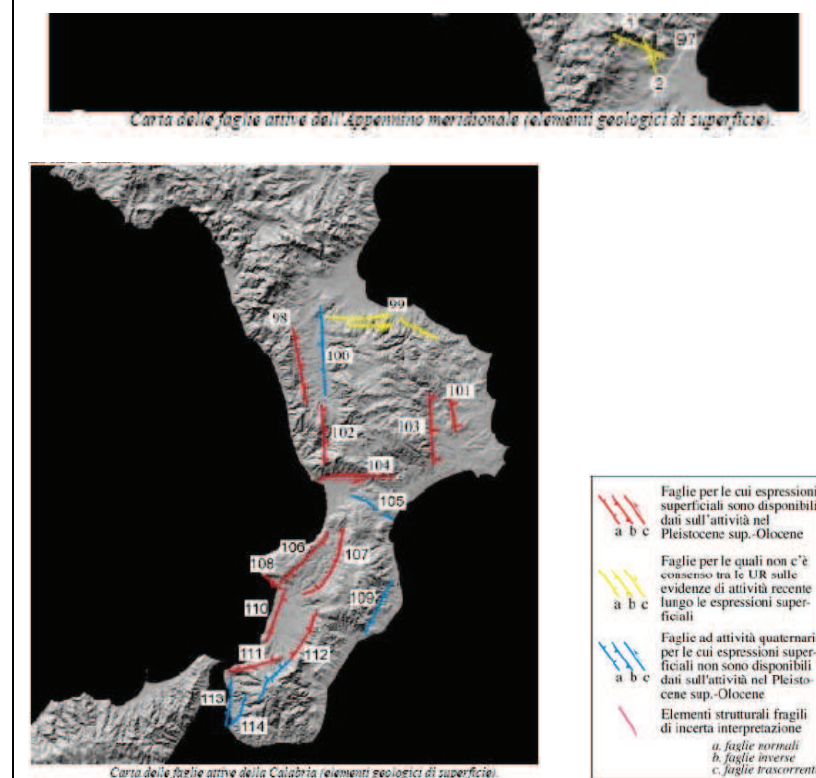 1
97
2
Carta delle faglie attive dell'Appennino meridionale (elementi geologici di superficie).
99
98
100
101
103
102
104
105
106
107
108
109
110
111
112
113
114
Carta delle faglie attive della Calabria (elementi geologici di superficie).
Faglie per le cui espressioni
superficiali sono disponibili
dati sull'attività nel
Pleistocene sup.-Olocene
a b c
Faglie per le quali non c'è
consenso tra le UR sulle
evidenze di attività recente
lungo le espressioni super-
ficiali
a b c
Faglie ad attività quaternari
per le cui espressioni super-
ficiali non sono disponibili
dati sull'attività nel Pleisto-
cene sup.-Olocene
a b c
Elementi strutturali fragili
di incerta interpretazione
a. faglie normali
b. faglie inverse
c. faglie trascorrenti